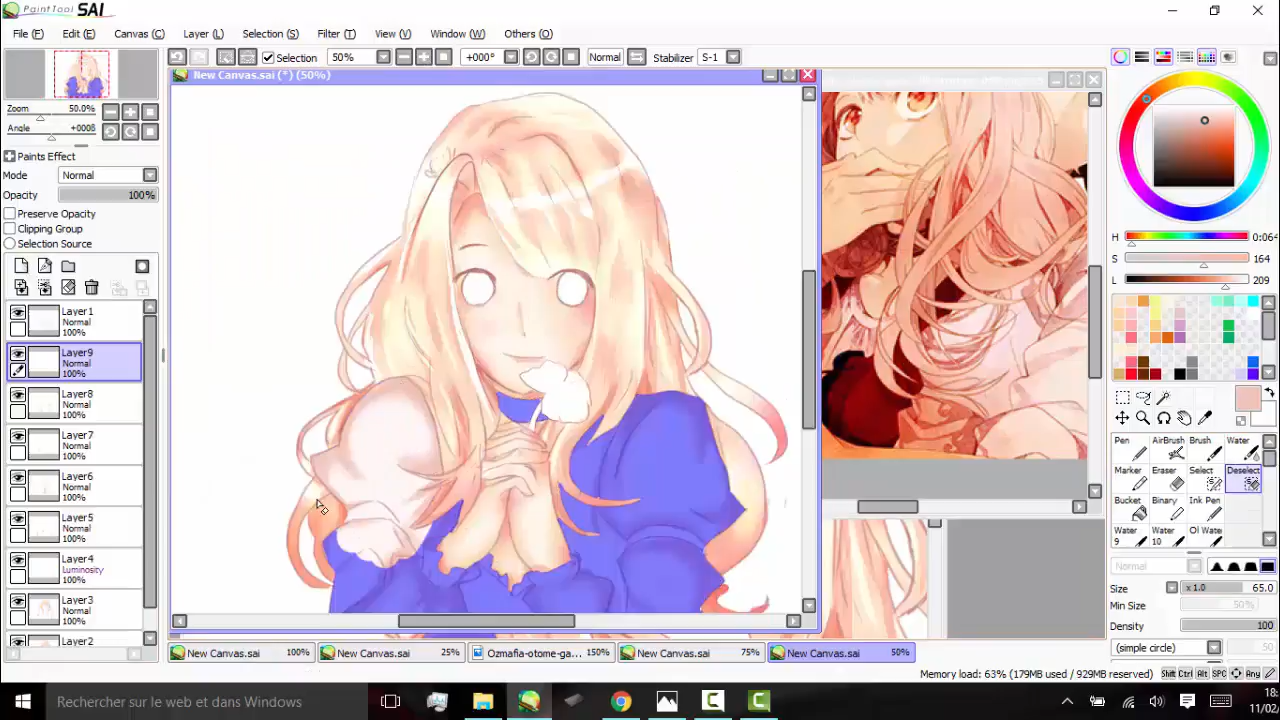 PaintTool SAI
File (F) Edit (E) Canvas (C) Layer (L) Selection (S) Filter (T) View (V) Window (W) Others (O)
Selection 50% +000° Normal Stabilizer S-1
New Canvas.sai (*) (50%)
Zoom 50.0%
Angle +000§
Paints Effect
Mode Normal
Opacity 100%
Preserve Opacity
Clipping Group
Selection Source
Layer1
Normal
100%
Layer9
Normal
100%
Layer8
Normal
100%
Layer7
Normal
100%
Layer6
Normal
100%
Layer5
Normal
100%
Layer4
Luminosity
100%
Layer3
Normal
100%
Layer2
H :064
S 164
L 209
Pen AirBrush Brush Water
Marker Eraser Select Deselect
Bucket Binary Ink Pen
Water 9 Water 10 Ol Water
Normal
Size x 1.0 65.0
Min Size 50%
Density 100
(simple circle)
New Canvas.sai 100% New Canvas.sai 25% Ozmafia-otome-ga... 150% New Canvas.sai 75% New Canvas.sai 50%
Memory load: 63% (179MB used / 929MB reserved) Shift Ctrl Alt SPC Any
Rechercher sur le web et dans Windows
18:
11/02/